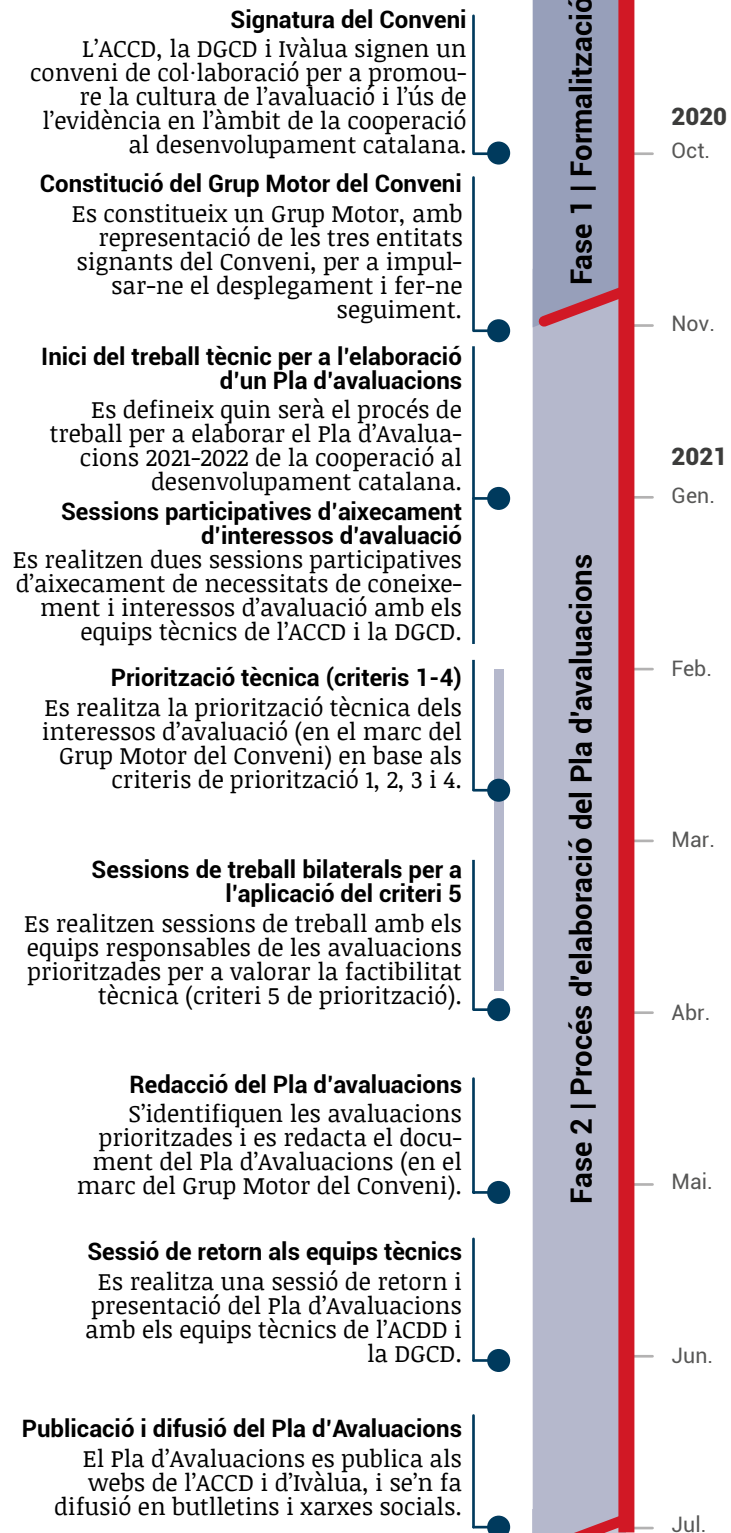 Signatura del Conveni
L’ACCD, la DGCD i Ivàlua signen un
conveni de col·laboració per a promou-
re la cultura de l’avaluació i l’ús de
l’evidència en l’àmbit de la cooperació
al desenvolupament catalana.
Constitució del Grup Motor del Conveni
Es constitueix un Grup Motor, amb
representació de les tres entitats
signants del Conveni, per a impul-
sar-ne el desplegament i fer-ne
seguiment.
Inici del treball tècnic per a l’elaboració
d’un Pla d’avaluacions
Es defineix quin serà el procés de
treball per a elaborar el Pla d’Avalua-
cions 2021-2022 de la cooperació al
desenvolupament catalana.
Sessions participatives d’aixecament
d’interessos d’avaluació
Es realitzen dues sessions participatives
d’aixecament de necessitats de coneixe-
ment i interessos d’avaluació amb els
equips tècnics de l’ACCD i la DGCD.
Priorització tècnica (criteris 1-4)
Es realitza la priorització tècnica dels
interessos d’avaluació (en el marc del
Grup Motor del Conveni) en base als
criteris de priorització 1, 2, 3 i 4.
Sessions de treball bilaterals per a
l’aplicació del criteri 5
Es realitzen sessions de treball amb els
equips responsables de les avaluacions
prioritzades per a valorar la factibilitat
tècnica (criteri 5 de priorització).
Redacció del Pla d’avaluacions
S’identifiquen les avaluacions
prioritzades i es redacta el docu-
ment del Pla d’Avaluacions (en el
marc del Grup Motor del Conveni).
Sessió de retorn als equips tècnics
Es realitza una sessió de retorn i
presentació del Pla d’Avaluacions
amb els equips tècnics de l’ACDD i
la DGCD.
Publicació i difusió del Pla d’Avaluacions
El Pla d’Avaluacions es publica als
webs de l’ACCD i d’Ivàlua, i se’n fa
difusió en butlletins i xarxes socials.
Fase 1 | Formalització
Fase 2 | Procés d'elaboració del Pla d'avaluacions
2020
Oct.
Nov.
2021
Gen.
Feb.
Mar.
Abr.
Mai.
Jun.
Jul.